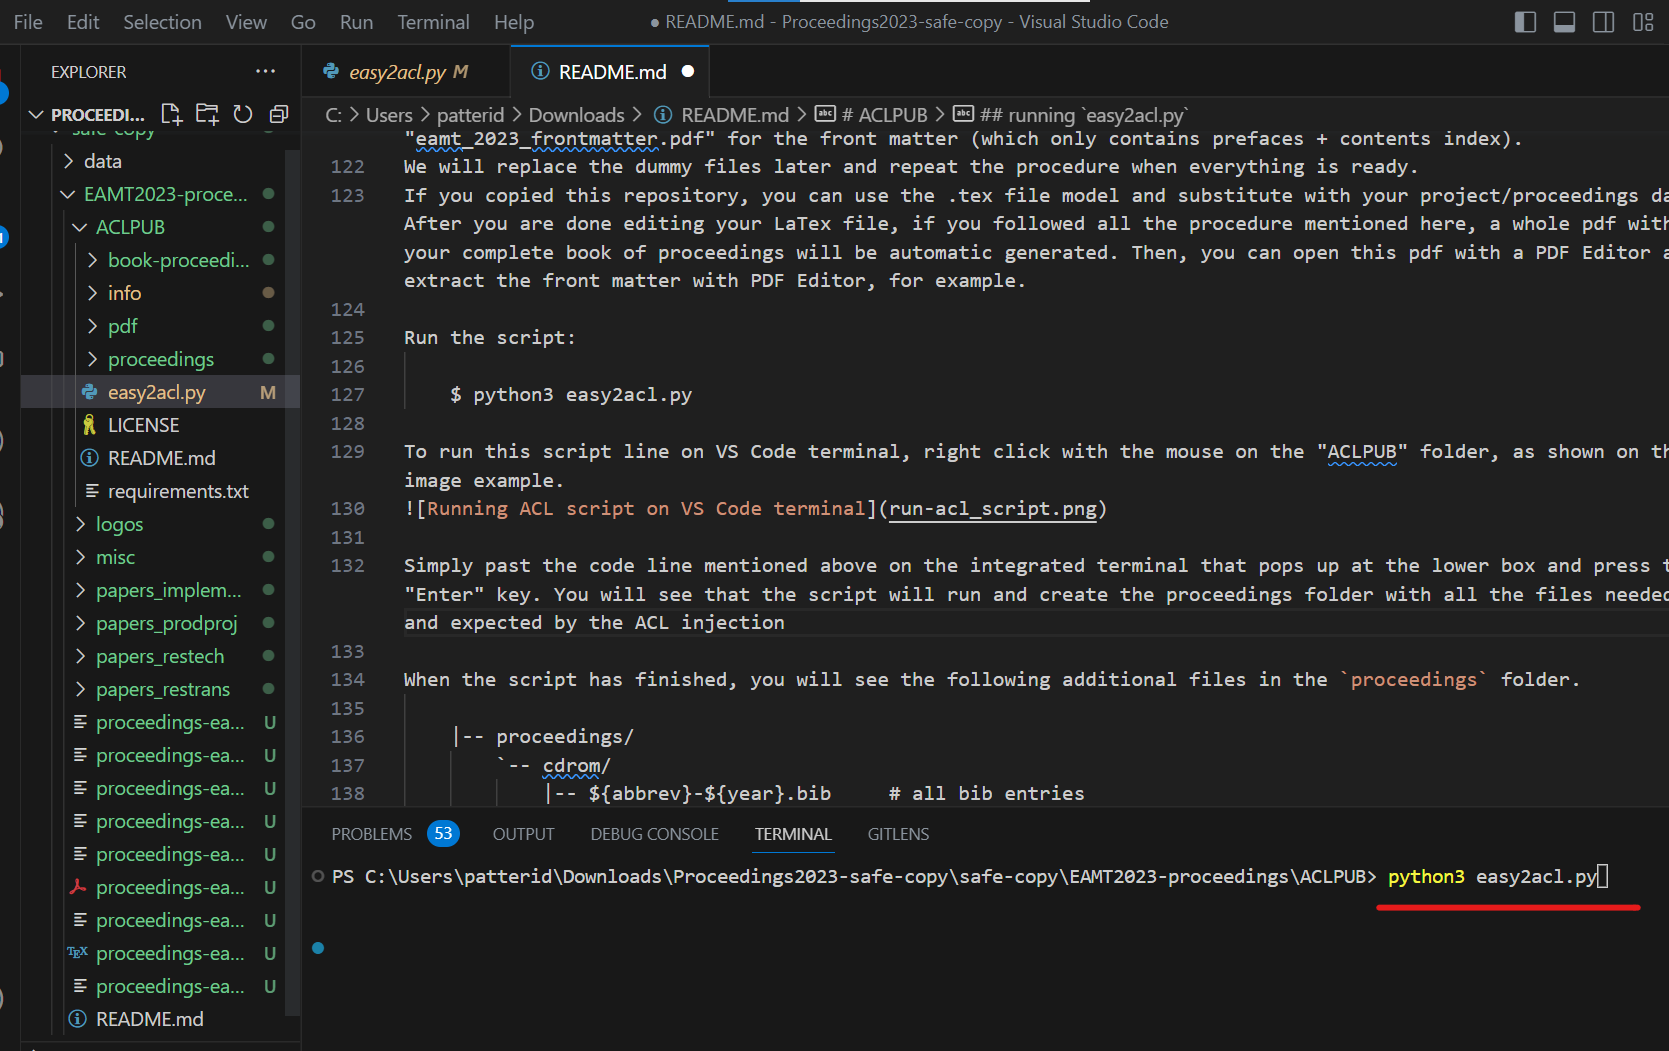 File Edit Selection View Go Run Terminal Help
● README.md - Proceedings2023-safe-copy - Visual Studio Code
EXPLORER ...
PROCEEDI...
safe-copy
data
EAMT2023-proce...
ACLPUB
book-proceedi...
info
pdf
proceedings
easy2acl.py M
LICENSE
README.md
requirements.txt
logos
misc
papers_implem...
papers_prodproj
papers_restech
papers_restrans
proceedings-ea... U
proceedings-ea... U
proceedings-ea... U
proceedings-ea... U
proceedings-ea... U
proceedings-ea... U
proceedings-ea... U
TEX proceedings-ea... U
proceedings-ea... U
README.md
easy2acl.py M
README.md ●
C: > Users > patterid > Downloads > README.md > abc # ACLPUB > abc ## running `easy2acl.py`
"eamt_2023_frontmatter.pdf" for the front matter (which only contains prefaces + contents index).
122 We will replace the dummy files later and repeat the procedure when everything is ready.
123 If you copied this repository, you can use the .tex file model and substitute with your project/proceedings da
After you are done editing your LaTex file, if you followed all the procedure mentioned here, a whole pdf with
your complete book of proceedings will be automatic generated. Then, you can open this pdf with a PDF Editor a
extract the front matter with PDF Editor, for example.
124
125 Run the script:
126
127 $ python3 easy2acl.py
128
129 To run this script line on VS Code terminal, right click with the mouse on the "ACLPUB" folder, as shown on th
image example.
130 ![Running ACL script on VS Code terminal](run-acl_script.png)
131
132 Simply past the code line mentioned above on the integrated terminal that pops up at the lower box and press t
"Enter" key. You will see that the script will run and create the proceedings folder with all the files needed
and expected by the ACL injection
133
134 When the script has finished, you will see the following additional files in the `proceedings` folder.
135
136 |-- proceedings/
137 `-- cdrom/
138 |-- ${abbrev}-${year}.bib # all bib entries
PROBLEMS 53 OUTPUT DEBUG CONSOLE TERMINAL GITLENS
PS C:\Users\patterid\Downloads\Proceedings2023-safe-copy\safe-copy\EAMT2023-proceedings\ACLPUB> python3 easy2acl.py